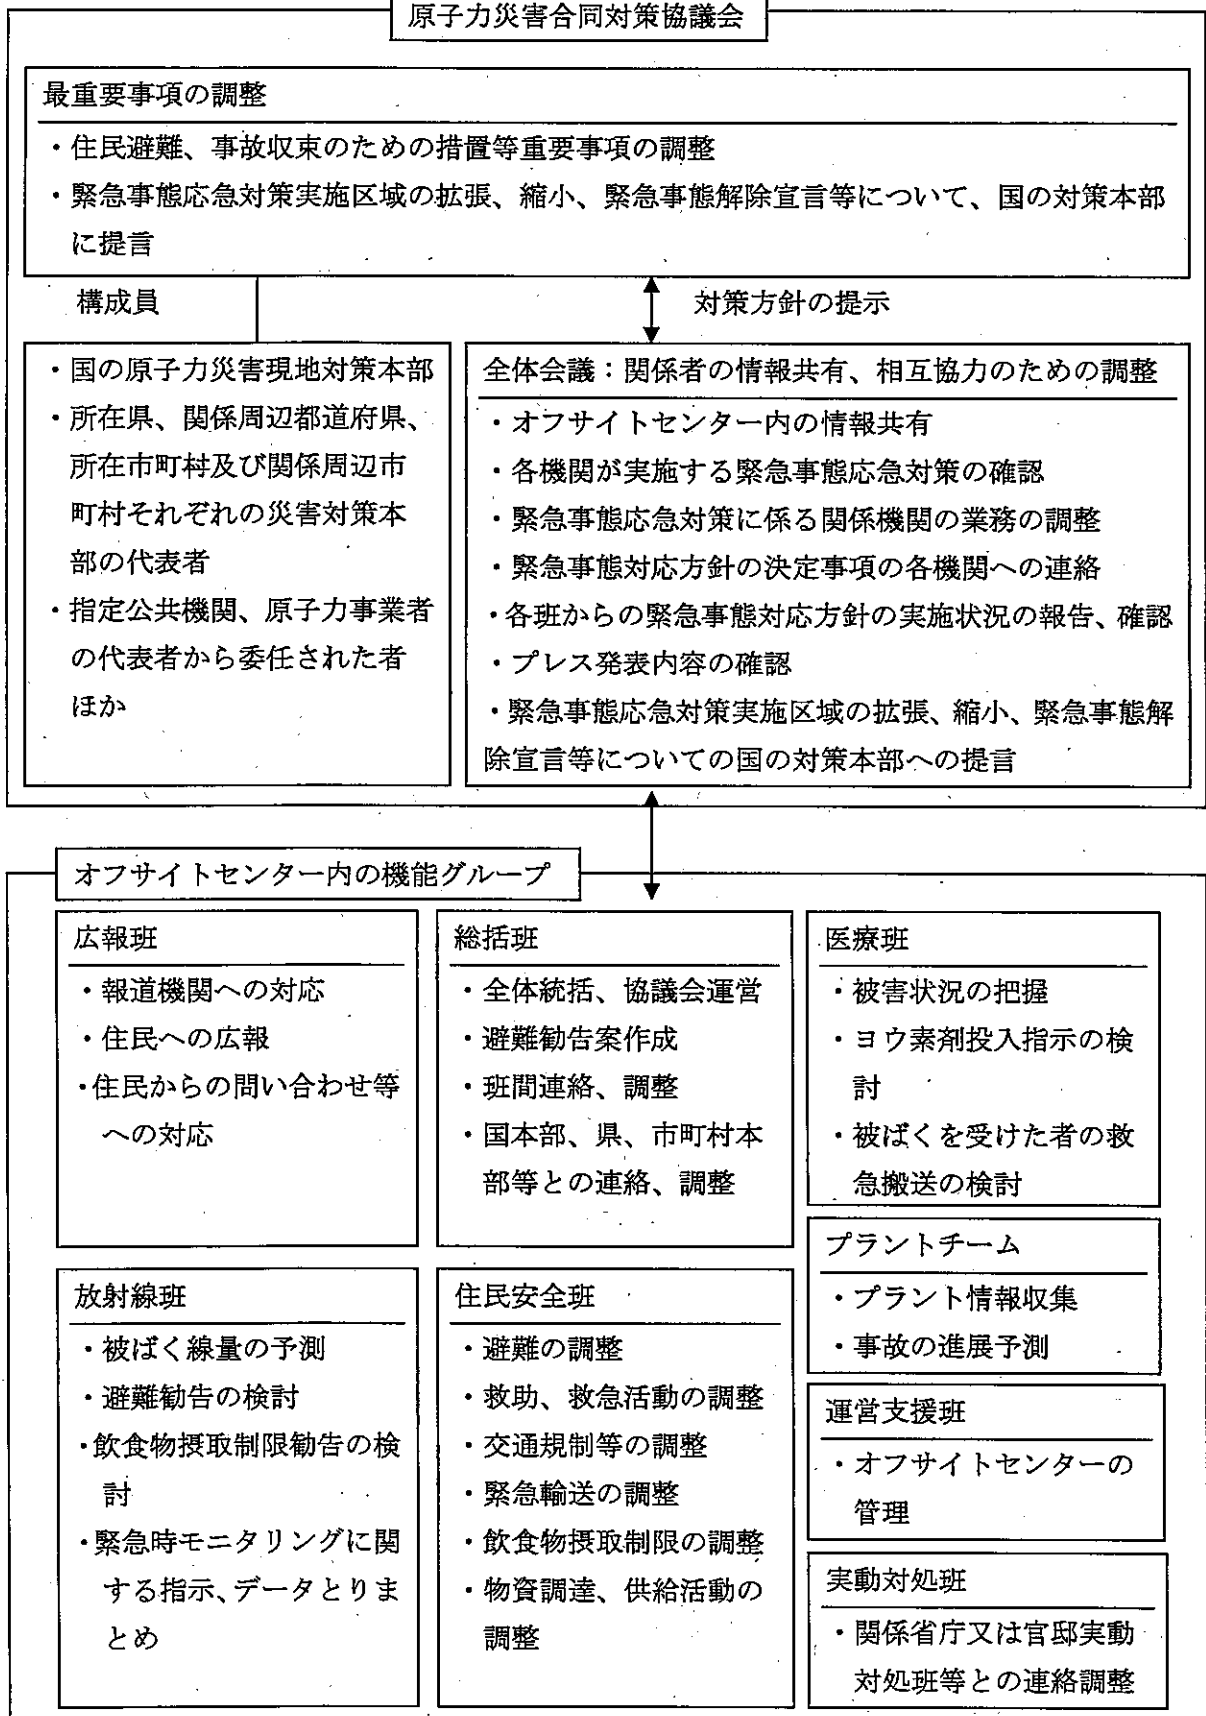 原子力災害合同対策協議会
最重要事項の調整
・住民避難、事故収束のための措置等重要事項の調整
・緊急事態応急対策実施区域の拡張、縮小、緊急事態解除宣言等について、国の対策本部
に提言
構成員
対策方針の提示
・国の原子力災害現地対策本部
・所在県、関係周辺都道府県、
所在市町村及び関係周辺市
町村それぞれの災害対策本
部の代表者
・指定公共機関、原子力事業者
の代表者から委任された者
ほか
全体会議：関係者の情報共有、相互協力のための調整
・オフサイトセンター内の情報共有
・各機関が実施する緊急事態応急対策の確認
・緊急事態応急対策に係る関係機関の業務の調整
・緊急事態対応方針の決定事項の各機関への連絡
・各班からの緊急事態対応方針の実施状況の報告、確認
・プレス発表内容の確認
・緊急事態応急対策実施区域の拡張、縮小、緊急事態解
除宣言等についての国の対策本部への提言
オフサイトセンター内の機能グループ
広報班
・報道機関への対応
・住民への広報
・住民からの問い合わせ等
への対応
総括班
・全体統括、協議会運営
・避難勧告案作成
・班間連絡、調整
・国本部、県、市町村本
部等との連絡、調整
医療班
・被害状況の把握
・ヨウ素剤投入指示の検
討
・被ばくを受けた者の救
急搬送の検討
プラントチーム
・プラント情報収集
・事故の進展予測
放射線班
・被ばく線量の予測
・避難勧告の検討
・飲食物摂取制限勧告の検
討
・緊急時モニタリングに関
する指示、データとりま
とめ
住民安全班
・避難の調整
・救助、救急活動の調整
・交通規制等の調整
・緊急輸送の調整
・飲食物摂取制限の調整
・物資調達、供給活動の
調整
運営支援班
・オフサイトセンターの
管理
実動対処班
・関係省庁又は官邸実動
対処班等との連絡調整